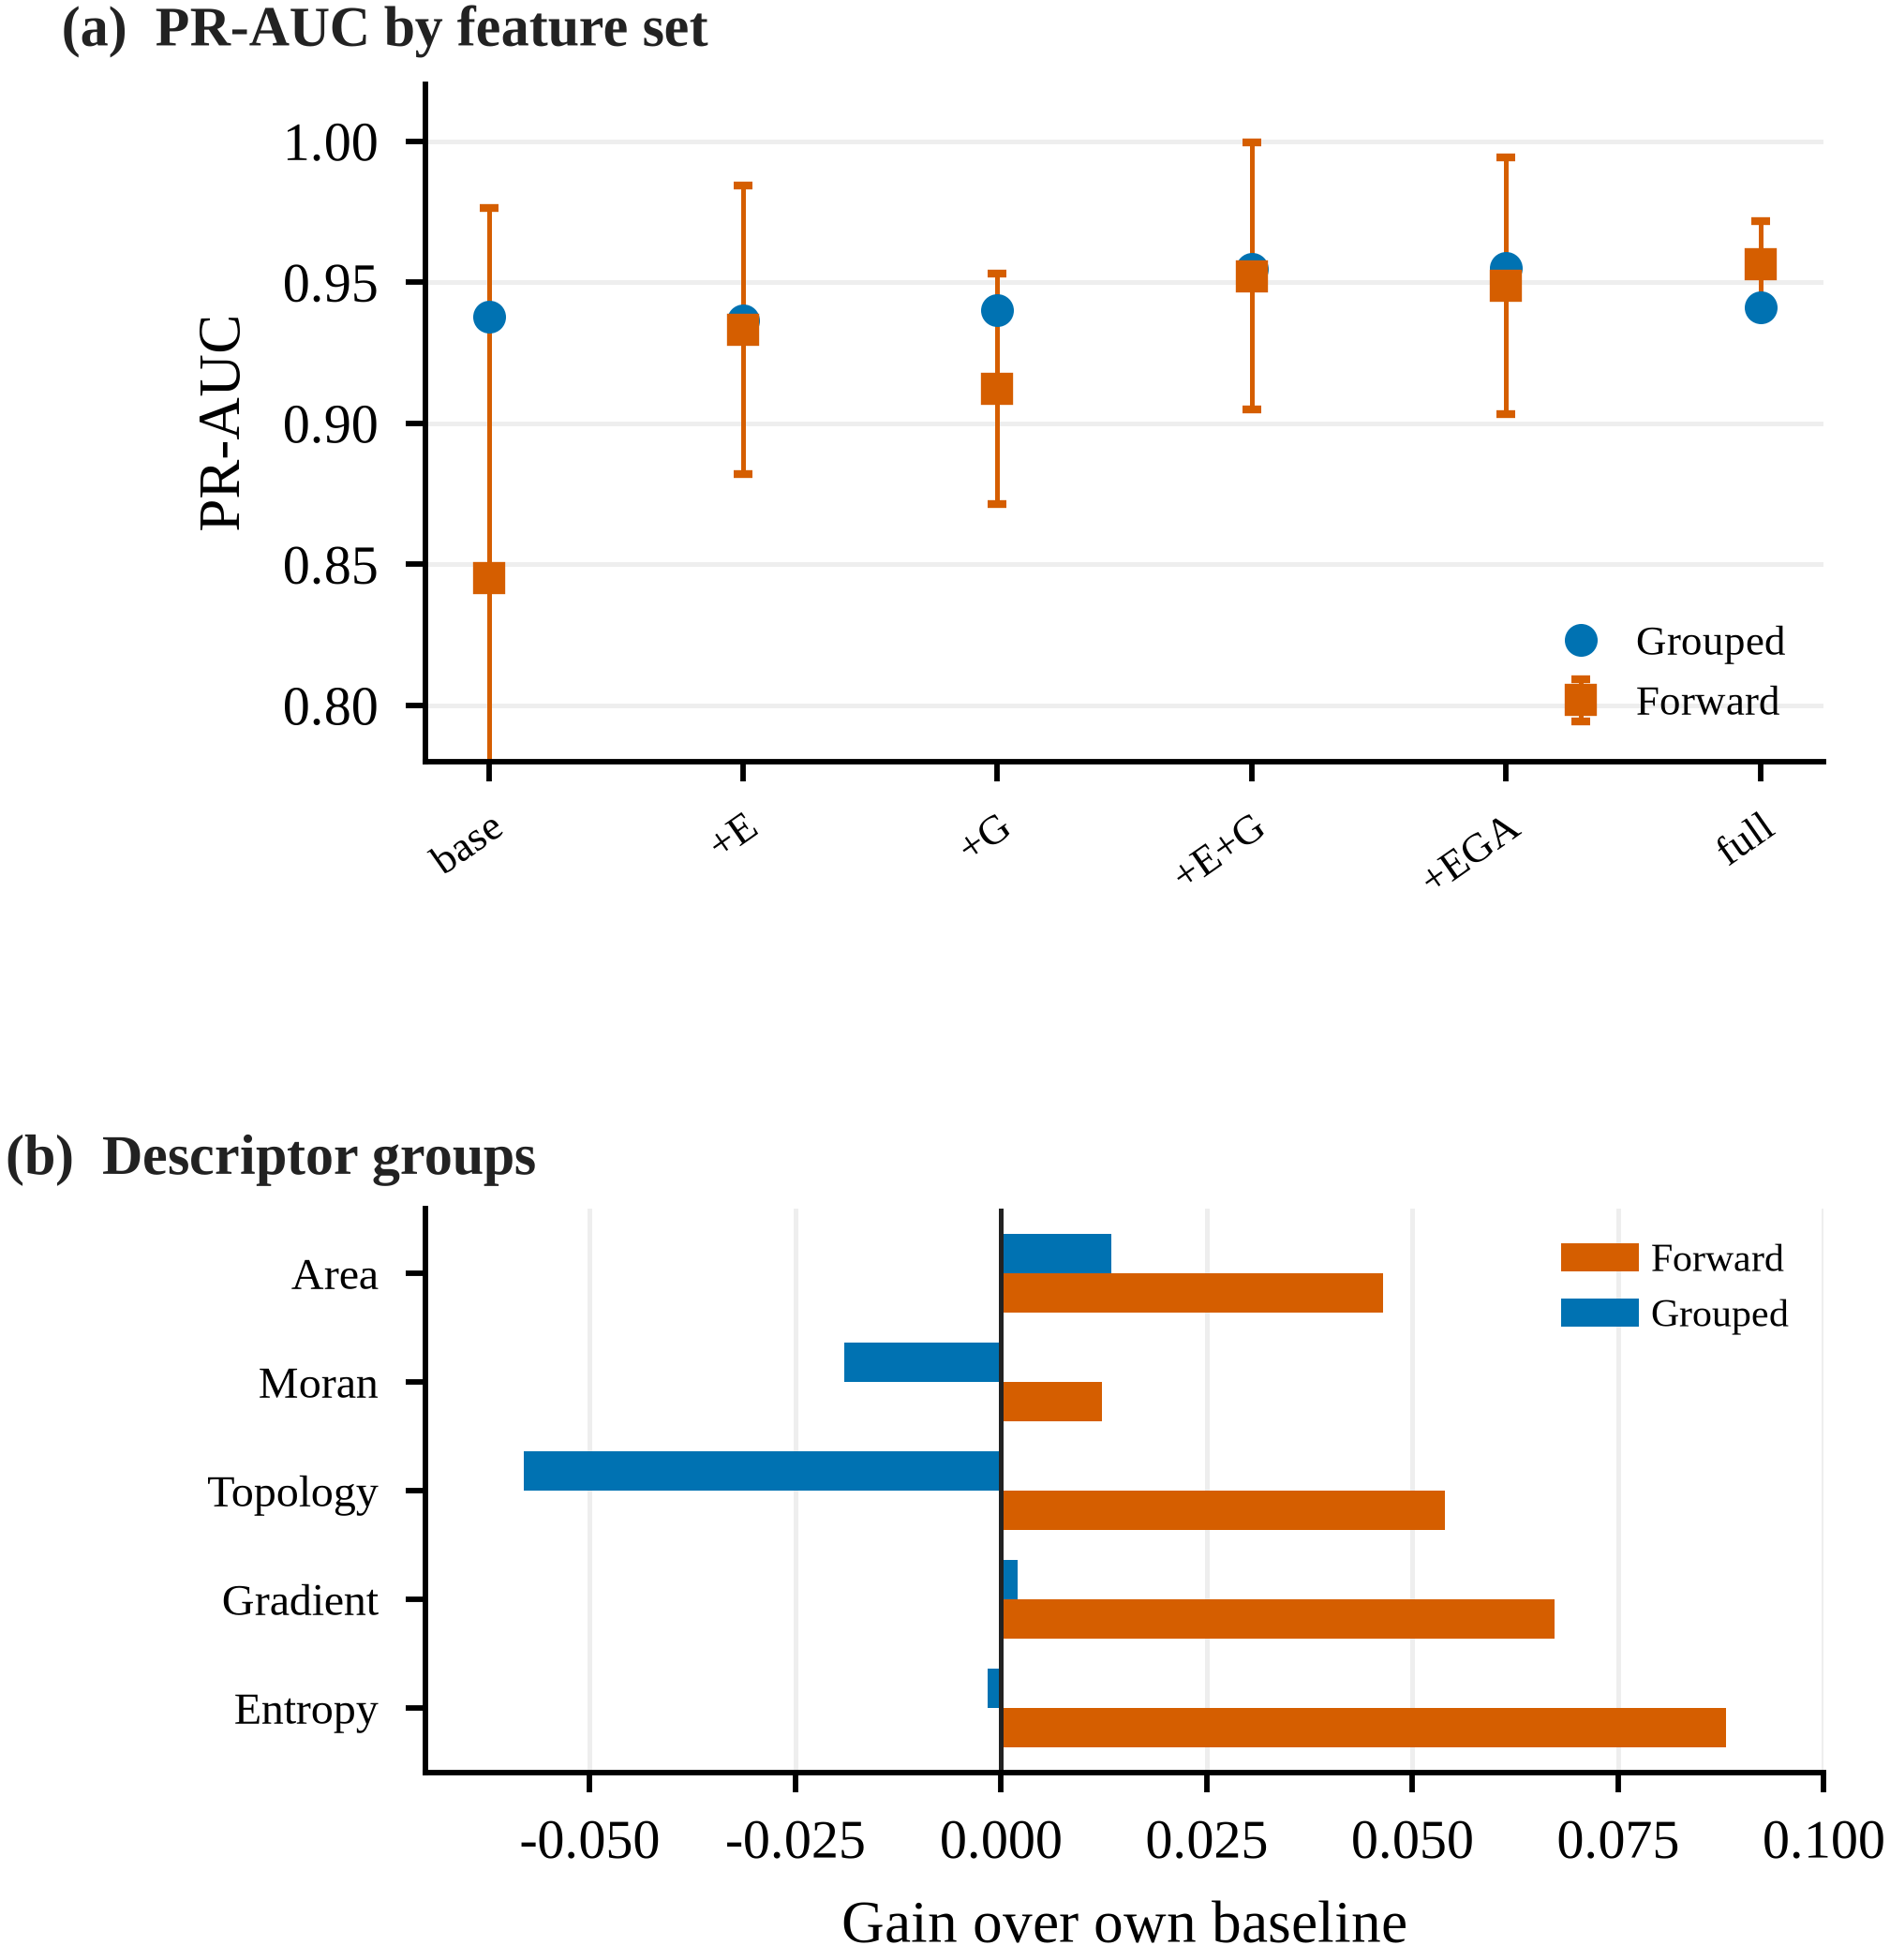 (a) PR-AUC by feature set
1.00
0.95
0.90
0.85
0.80
PR-AUC
Grouped
Forward
base
+E
+G
+E+G
+EGA
full
(b) Descriptor groups
Area
Moran
Topology
Gradient
Entropy
Forward
Grouped
-0.050
-0.025
0.000
0.025
0.050
0.075
0.100
Gain over own baseline